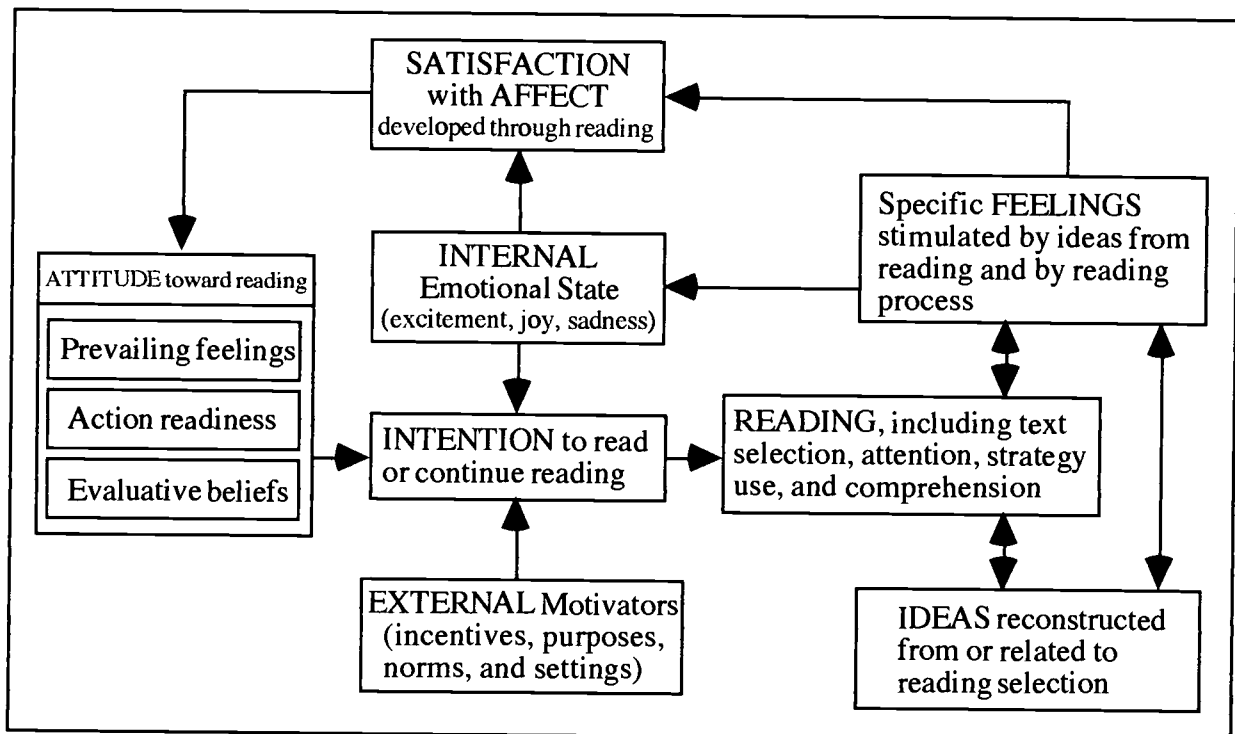 SATISFACTION
with AFFECT
developed through reading
Specific FEELINGS
stimulated by ideas from
reading and by reading
process
INTERNAL
Emotional State
(excitement, joy, sadness)
ATTITUDE toward reading
Prevailing feelings
Action readiness
Evaluative beliefs
INTENTION to read
or continue reading
READING, including text
selection, attention, strategy
use, and comprehension
EXTERNAL Motivators
(incentives, purposes,
norms, and settings)
IDEAS reconstructed
from or related to
reading selection